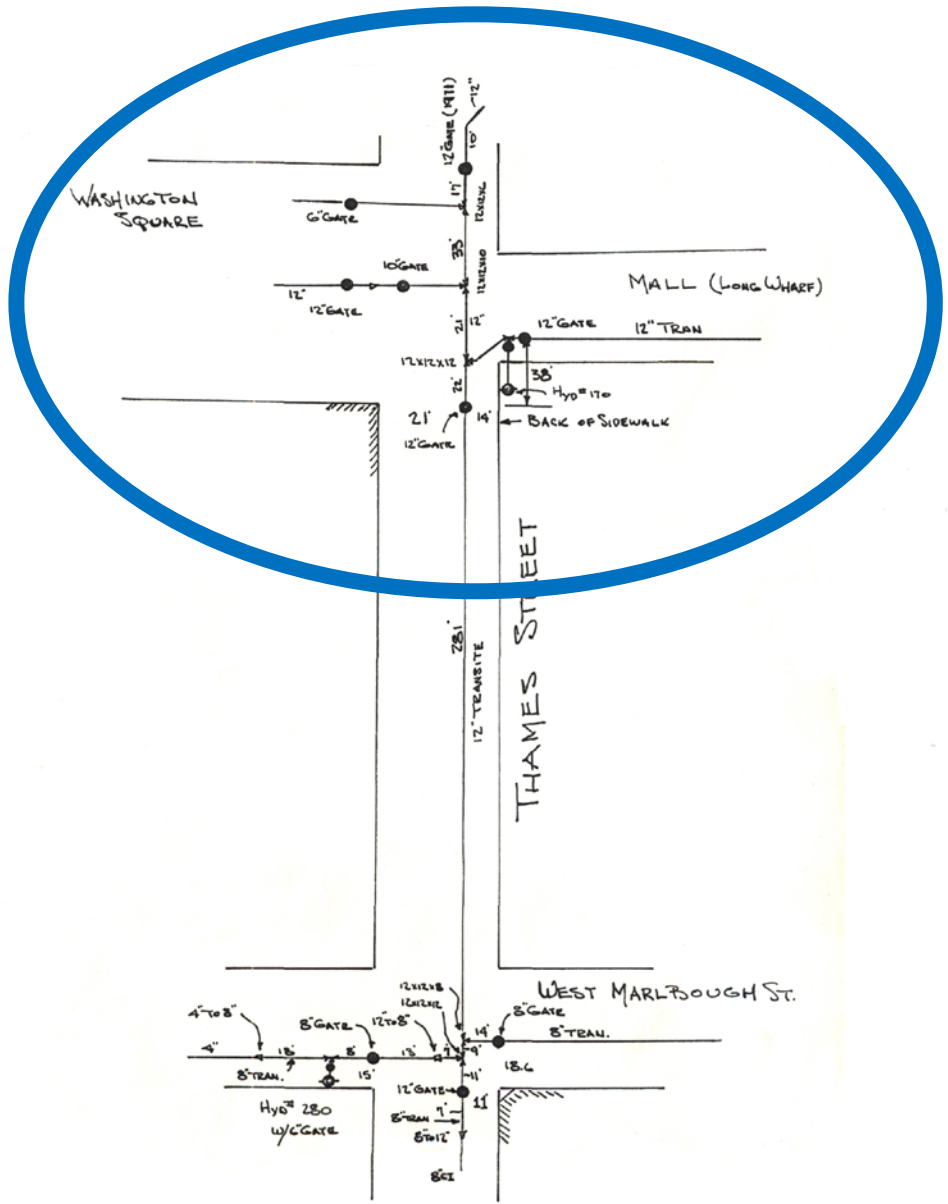 12"
12"GATE (1971)
10'
17'
12x12x6
WASHINGTON
SQUARE
6"GATE
33'
10"GATE
12x12x10
MALL (LONG WHARF)
12"
12"GATE
21'
12"
12"GATE
12" TRAN
12x12x12
22'
38'
HYD# 170
21'
14'
BACK OF SIDEWALK
12"GATE
THAMES STREET
281'
12" TRANSITE
12x12x8
12x12x12
WEST MARLBOUGH ST.
4" TO 8"
8"GATE
12" TO 8"
14'
8"GATE
8"TRAN.
4"
18'
8'
13'
9'
8"TRAN.
15'
11'
18.6
12"GATE
11'
HYD# 280
W/6"GATE
7'
8"TRAN
8"TO12"
8"CI